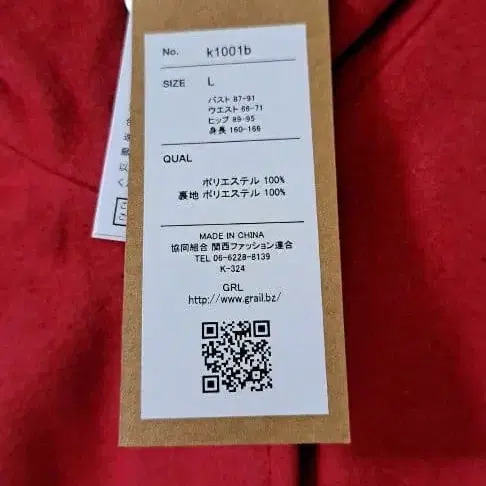 No. k1001b
SIZE L
バスト 87-91
ウエスト 66-71
ヒップ 89-95
身長 160-166
QUAL
ポリエステル 100%
裏地 ポリエステル 100%
MADE IN CHINA
協同組合 関西ファッション連合
TEL 06-6228-8139
K-324
GRL
http://www.grail.bz/